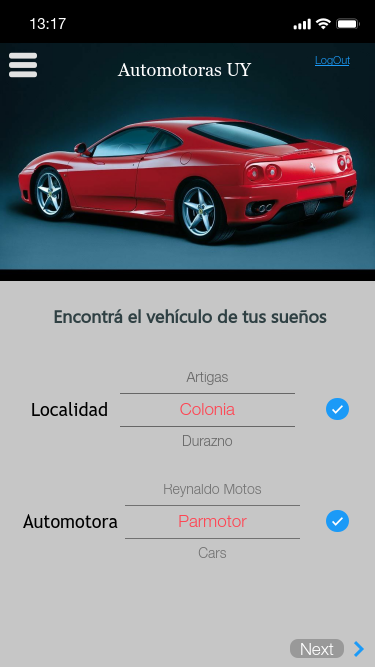 13:17
Automotoras UY
LogOut
Encontrá el vehículo de tus sueños
Artigas
Localidad
Colonia
Durazno
Reynaldo Motos
Automotora
Parmotor
Cars
Next